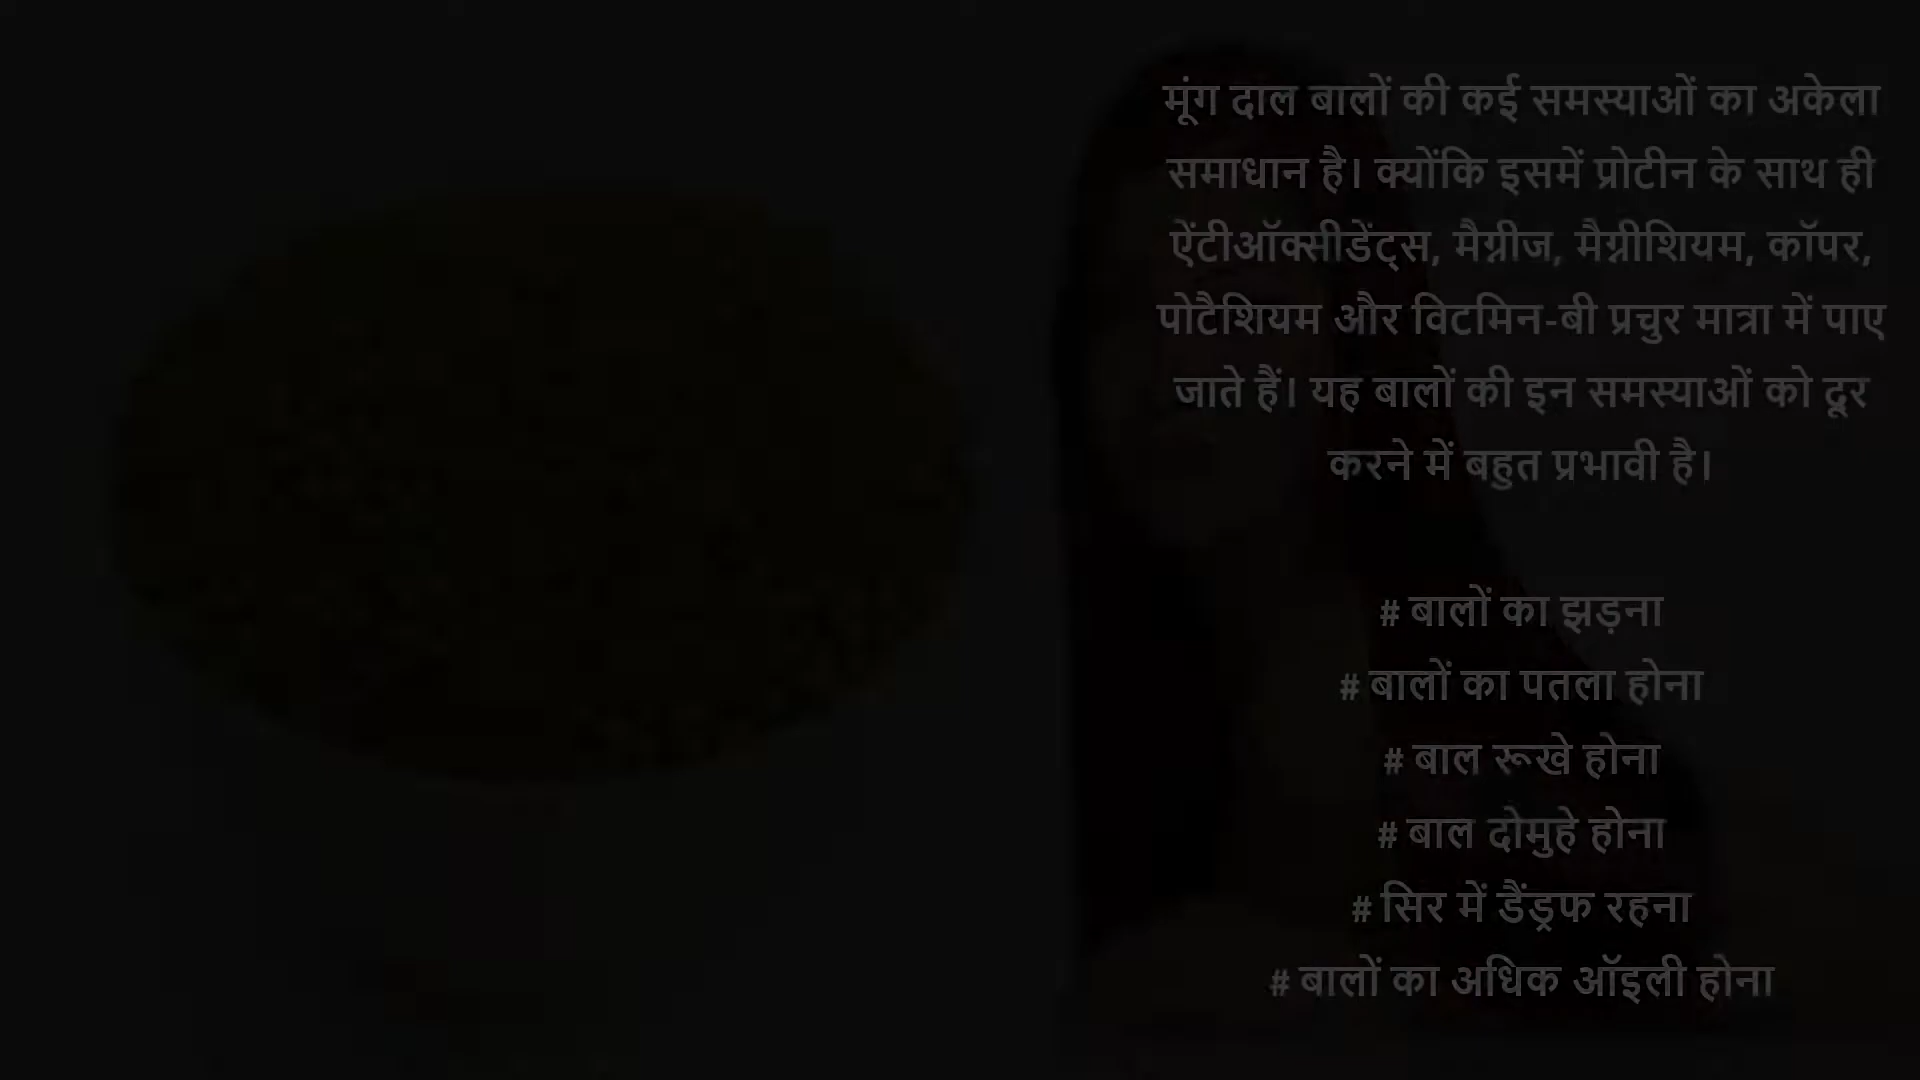 मूंग दाल बालों की कई समस्याओं का अकेला
समाधान है। क्योंकि इसमें प्रोटीन के साथ ही
ऐंटीऑक्सीडेंट्स, मैग्नीज, मैग्नीशियम, कॉपर,
पोटैशियम और विटमिन-बी प्रचुर मात्रा में पाए
जाते हैं। यह बालों की इन समस्याओं को दूर
करने में बहुत प्रभावी है।
# बालों का झड़ना
# बालों का पतला होना
# बाल रूखे होना
# बाल दोमुहे होना
# सिर में डैंड्रफ रहना
# बालों का अधिक ऑइली होना